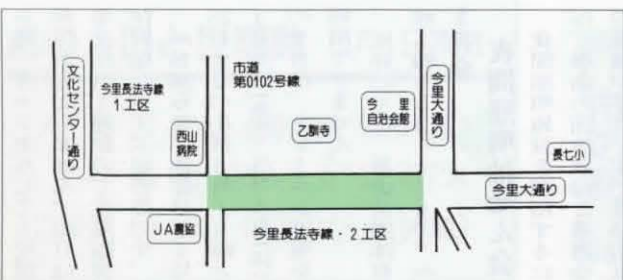 文化センター通り
今里長法寺線
1工区
西山
病院
市道
第0102号線
乙訓寺
今里
自治会館
今里大通り
長七小
今里大通り
JA農協
今里長法寺線・2工区